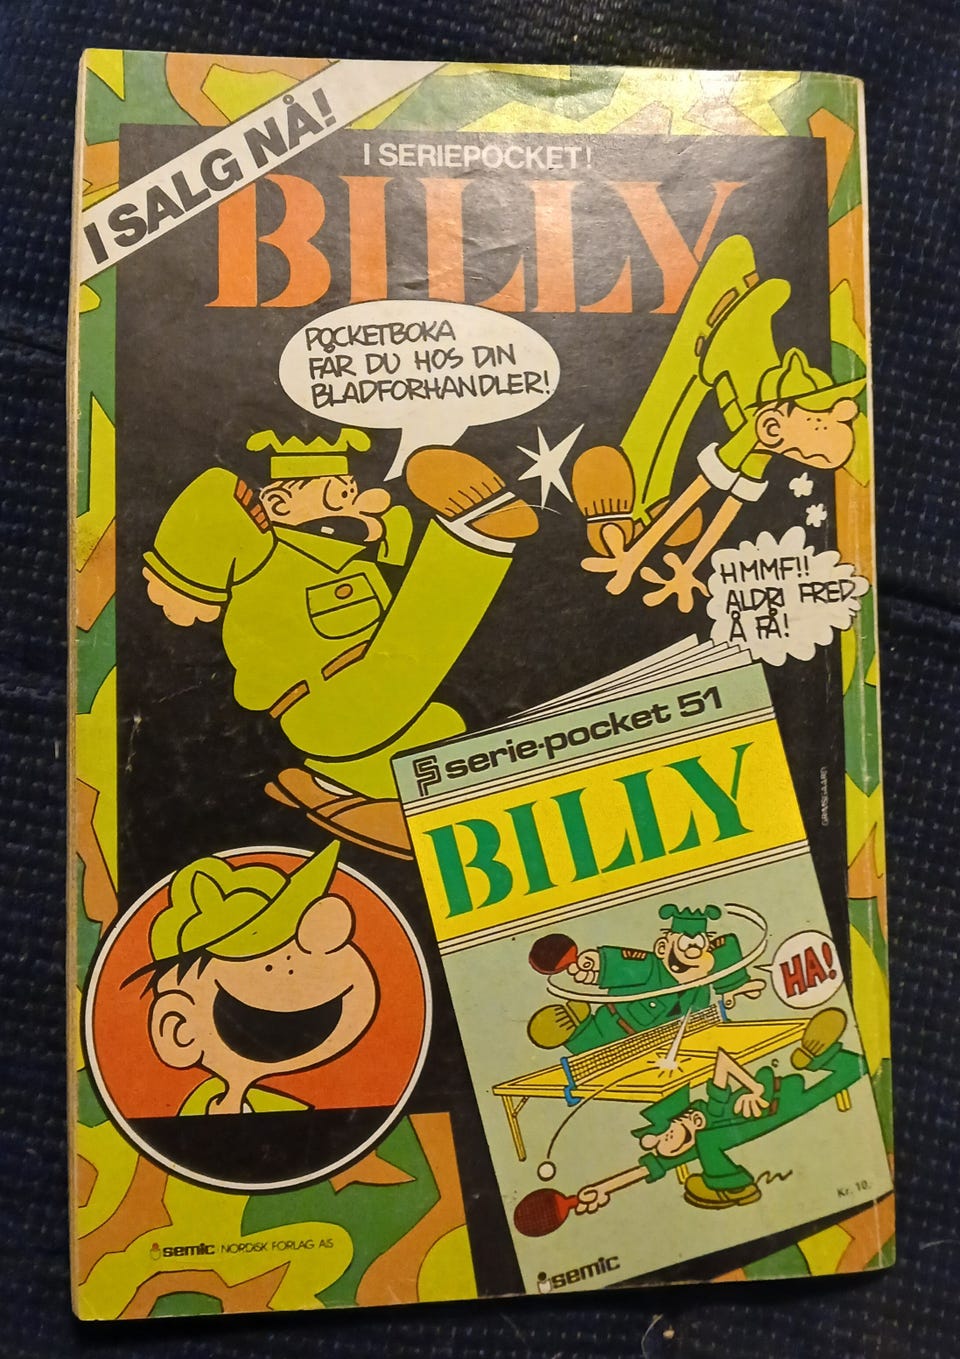 I SALG NÅ!
I SERIEPOCKET!
BILLY
POCKETBOKA
FÅR DU HOS DIN
BLADFORHANDLER!
HMMF!!
ALDRI FRED
Å FÅ!
serie-pocket 51
BILLY
HA!
GRIMSGAARD
Kr. 10.
semic
semic NORDISK FORLAG AS